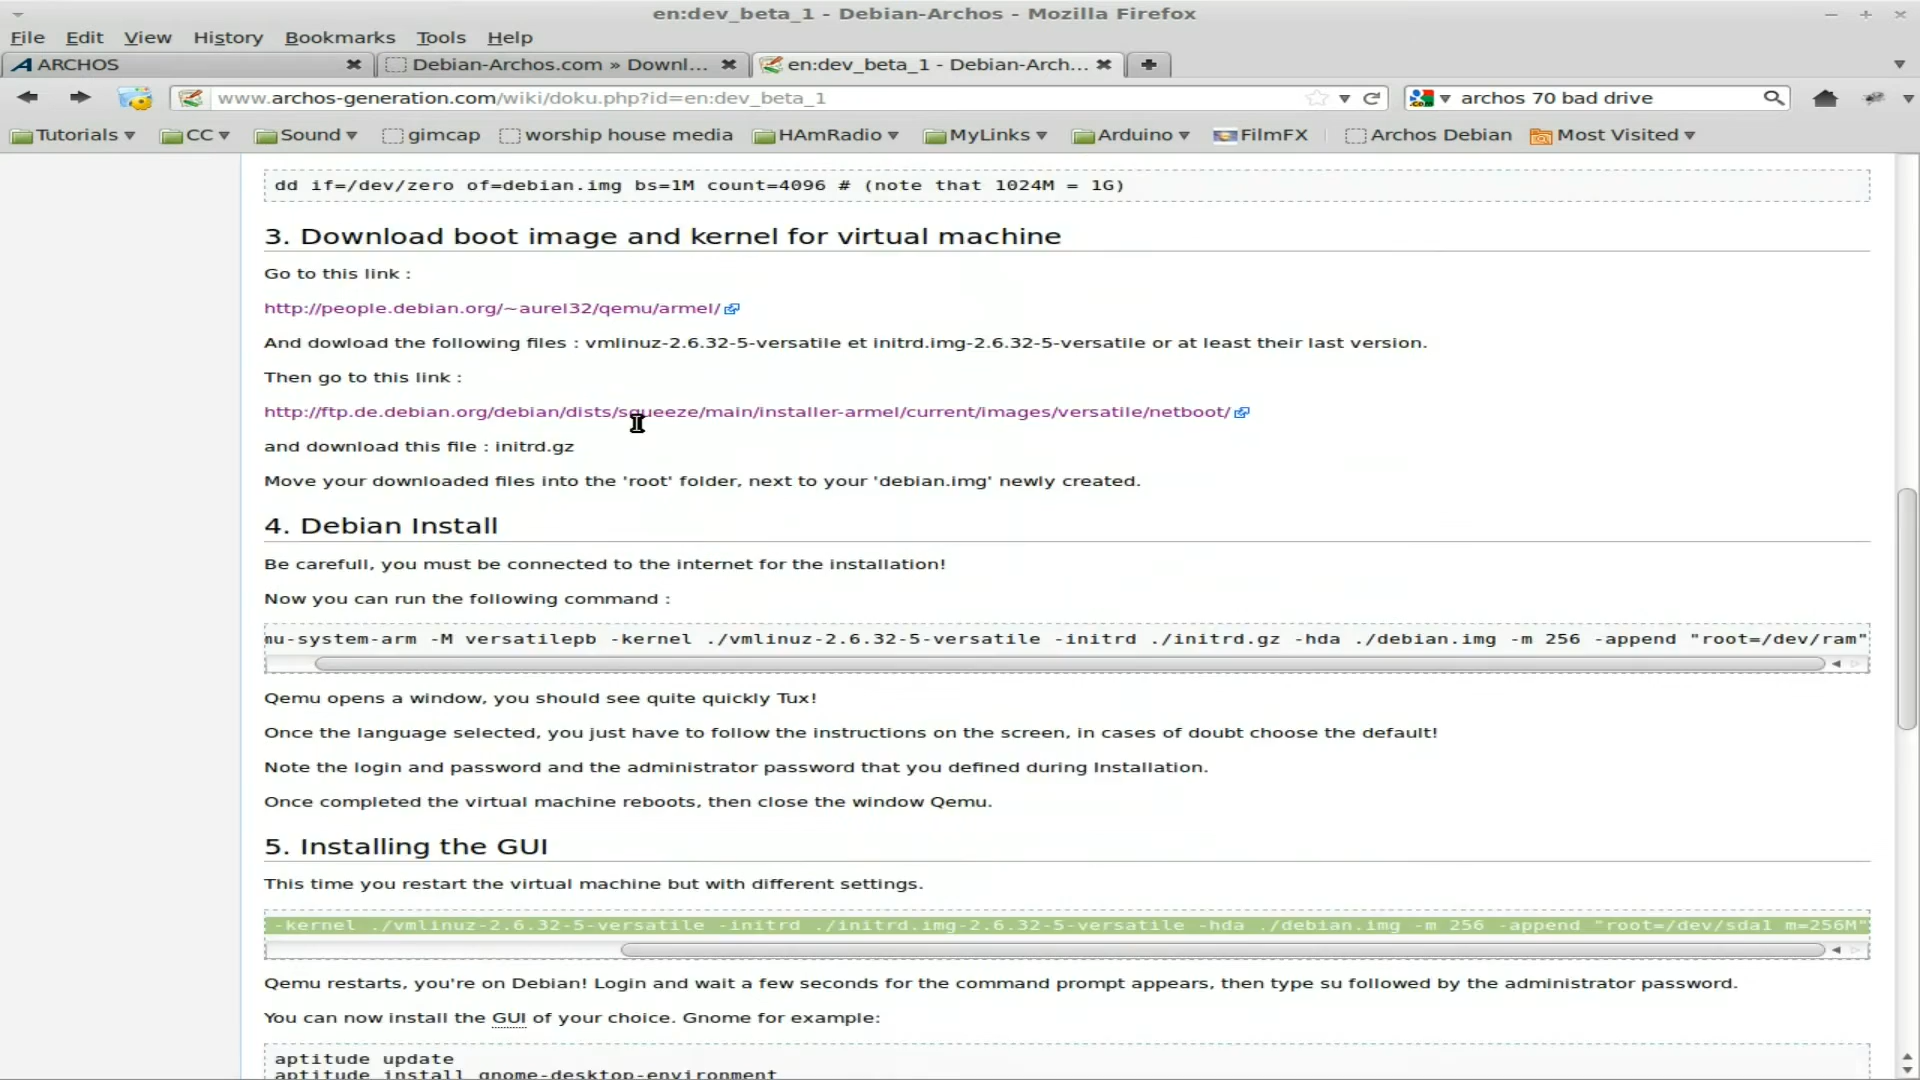 en:dev_beta_1 - Debian-Archos - Mozilla Firefox
File Edit View History Bookmarks Tools Help
ARCHOS Debian-Archos.com » Downl... en:dev_beta_1 - Debian-Arch...
www.archos-generation.com/wiki/doku.php?id=en:dev_beta_1 archos 70 bad drive
Tutorials CC Sound gimcap worship house media HAmRadio MyLinks Arduino FilmFX Archos Debian Most Visited
dd if=/dev/zero of=debian.img bs=1M count=4096 # (note that 1024M = 1G)
3. Download boot image and kernel for virtual machine
Go to this link :
http://people.debian.org/~aurel32/qemu/armel/
And dowload the following files : vmlinuz-2.6.32-5-versatile et initrd.img-2.6.32-5-versatile or at least their last version.
Then go to this link :
http://ftp.de.debian.org/debian/dists/squeeze/main/installer-armel/current/images/versatile/netboot/
and download this file : initrd.gz
Move your downloaded files into the 'root' folder, next to your 'debian.img' newly created.
4. Debian Install
Be carefull, you must be connected to the internet for the installation!
Now you can run the following command :
mu-system-arm -M versatilepb -kernel ./vmlinuz-2.6.32-5-versatile -initrd ./initrd.gz -hda ./debian.img -m 256 -append "root=/dev/ram"
Qemu opens a window, you should see quite quickly Tux!
Once the language selected, you just have to follow the instructions on the screen, in cases of doubt choose the default!
Note the login and password and the administrator password that you defined during Installation.
Once completed the virtual machine reboots, then close the window Qemu.
5. Installing the GUI
This time you restart the virtual machine but with different settings.
-kernel ./vmlinuz-2.6.32-5-versatile -initrd ./initrd.img-2.6.32-5-versatile -hda ./debian.img -m 256 -append "root=/dev/sda1 m=256M"
Qemu restarts, you're on Debian! Login and wait a few seconds for the command prompt appears, then type su followed by the administrator password.
You can now install the GUI of your choice. Gnome for example:
aptitude update
aptitude install gnome-desktop-environment